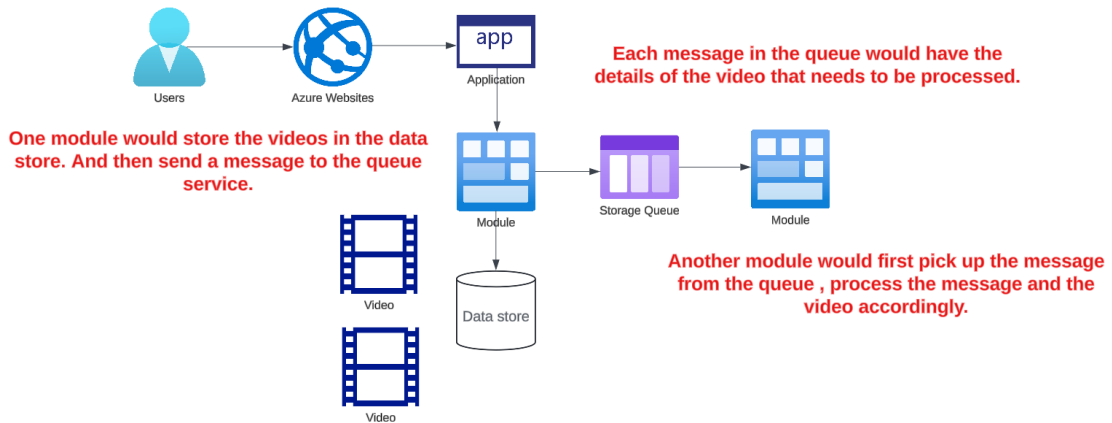 app
Users
Azure Websites
Application
Each message in the queue would have the
details of the video that needs to be processed.
One module would store the videos in the data
store. And then send a message to the queue
service.
Module
Storage Queue
Module
Another module would first pick up the message
from the queue , process the message and the
video accordingly.
Video
Data store
Video